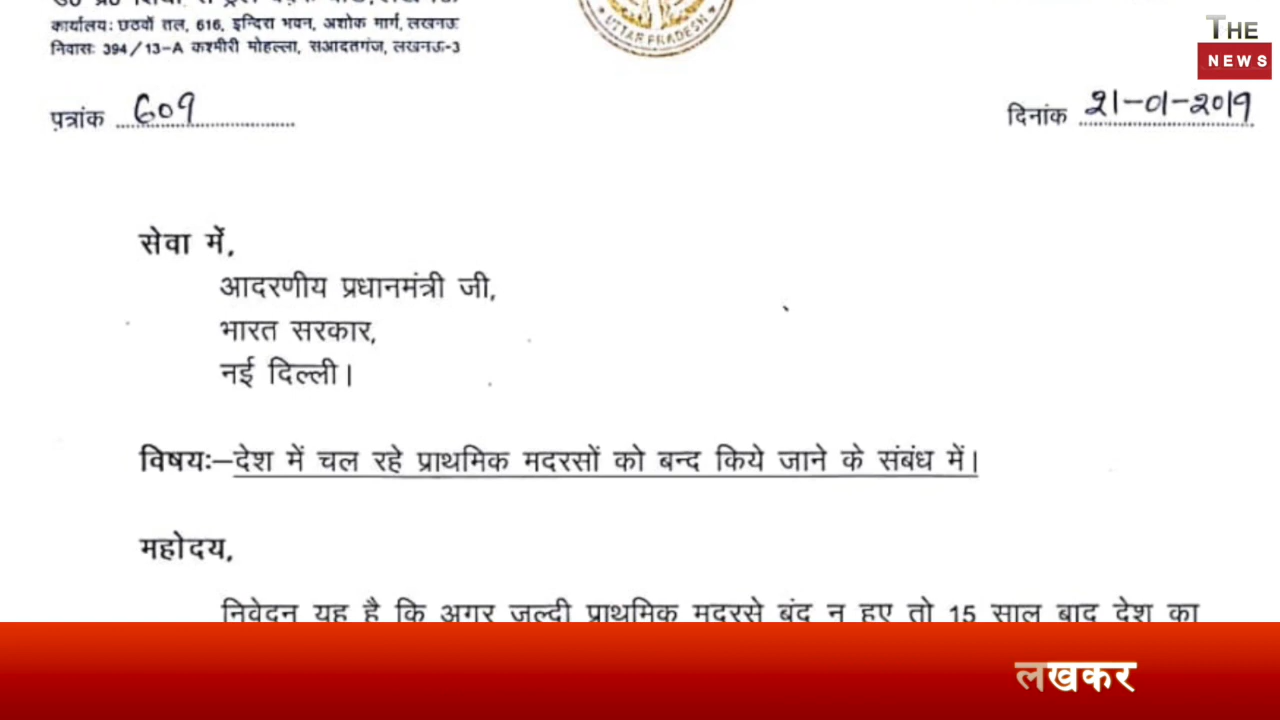 कार्यालयः छठवाँ तल, 616, इन्दिरा भवन, अशोक मार्ग, लखनऊ
निवासः 394/13-A कश्मीरी मोहल्ला, सआदतगंज, लखनऊ-3
UTTAR PRADESH
THE
NEWS
पत्रांक 609
दिनांक 21-01-2019
सेवा में,
आदरणीय प्रधानमंत्री जी,
भारत सरकार,
नई दिल्ली।
विषयः–देश में चल रहे प्राथमिक मदरसों को बन्द किये जाने के संबंध में।
महोदय,
निवेदन यह है कि अगर जल्दी प्राथमिक मदरसे बंद न हुए तो 15 साल बाद देश का
लखकर